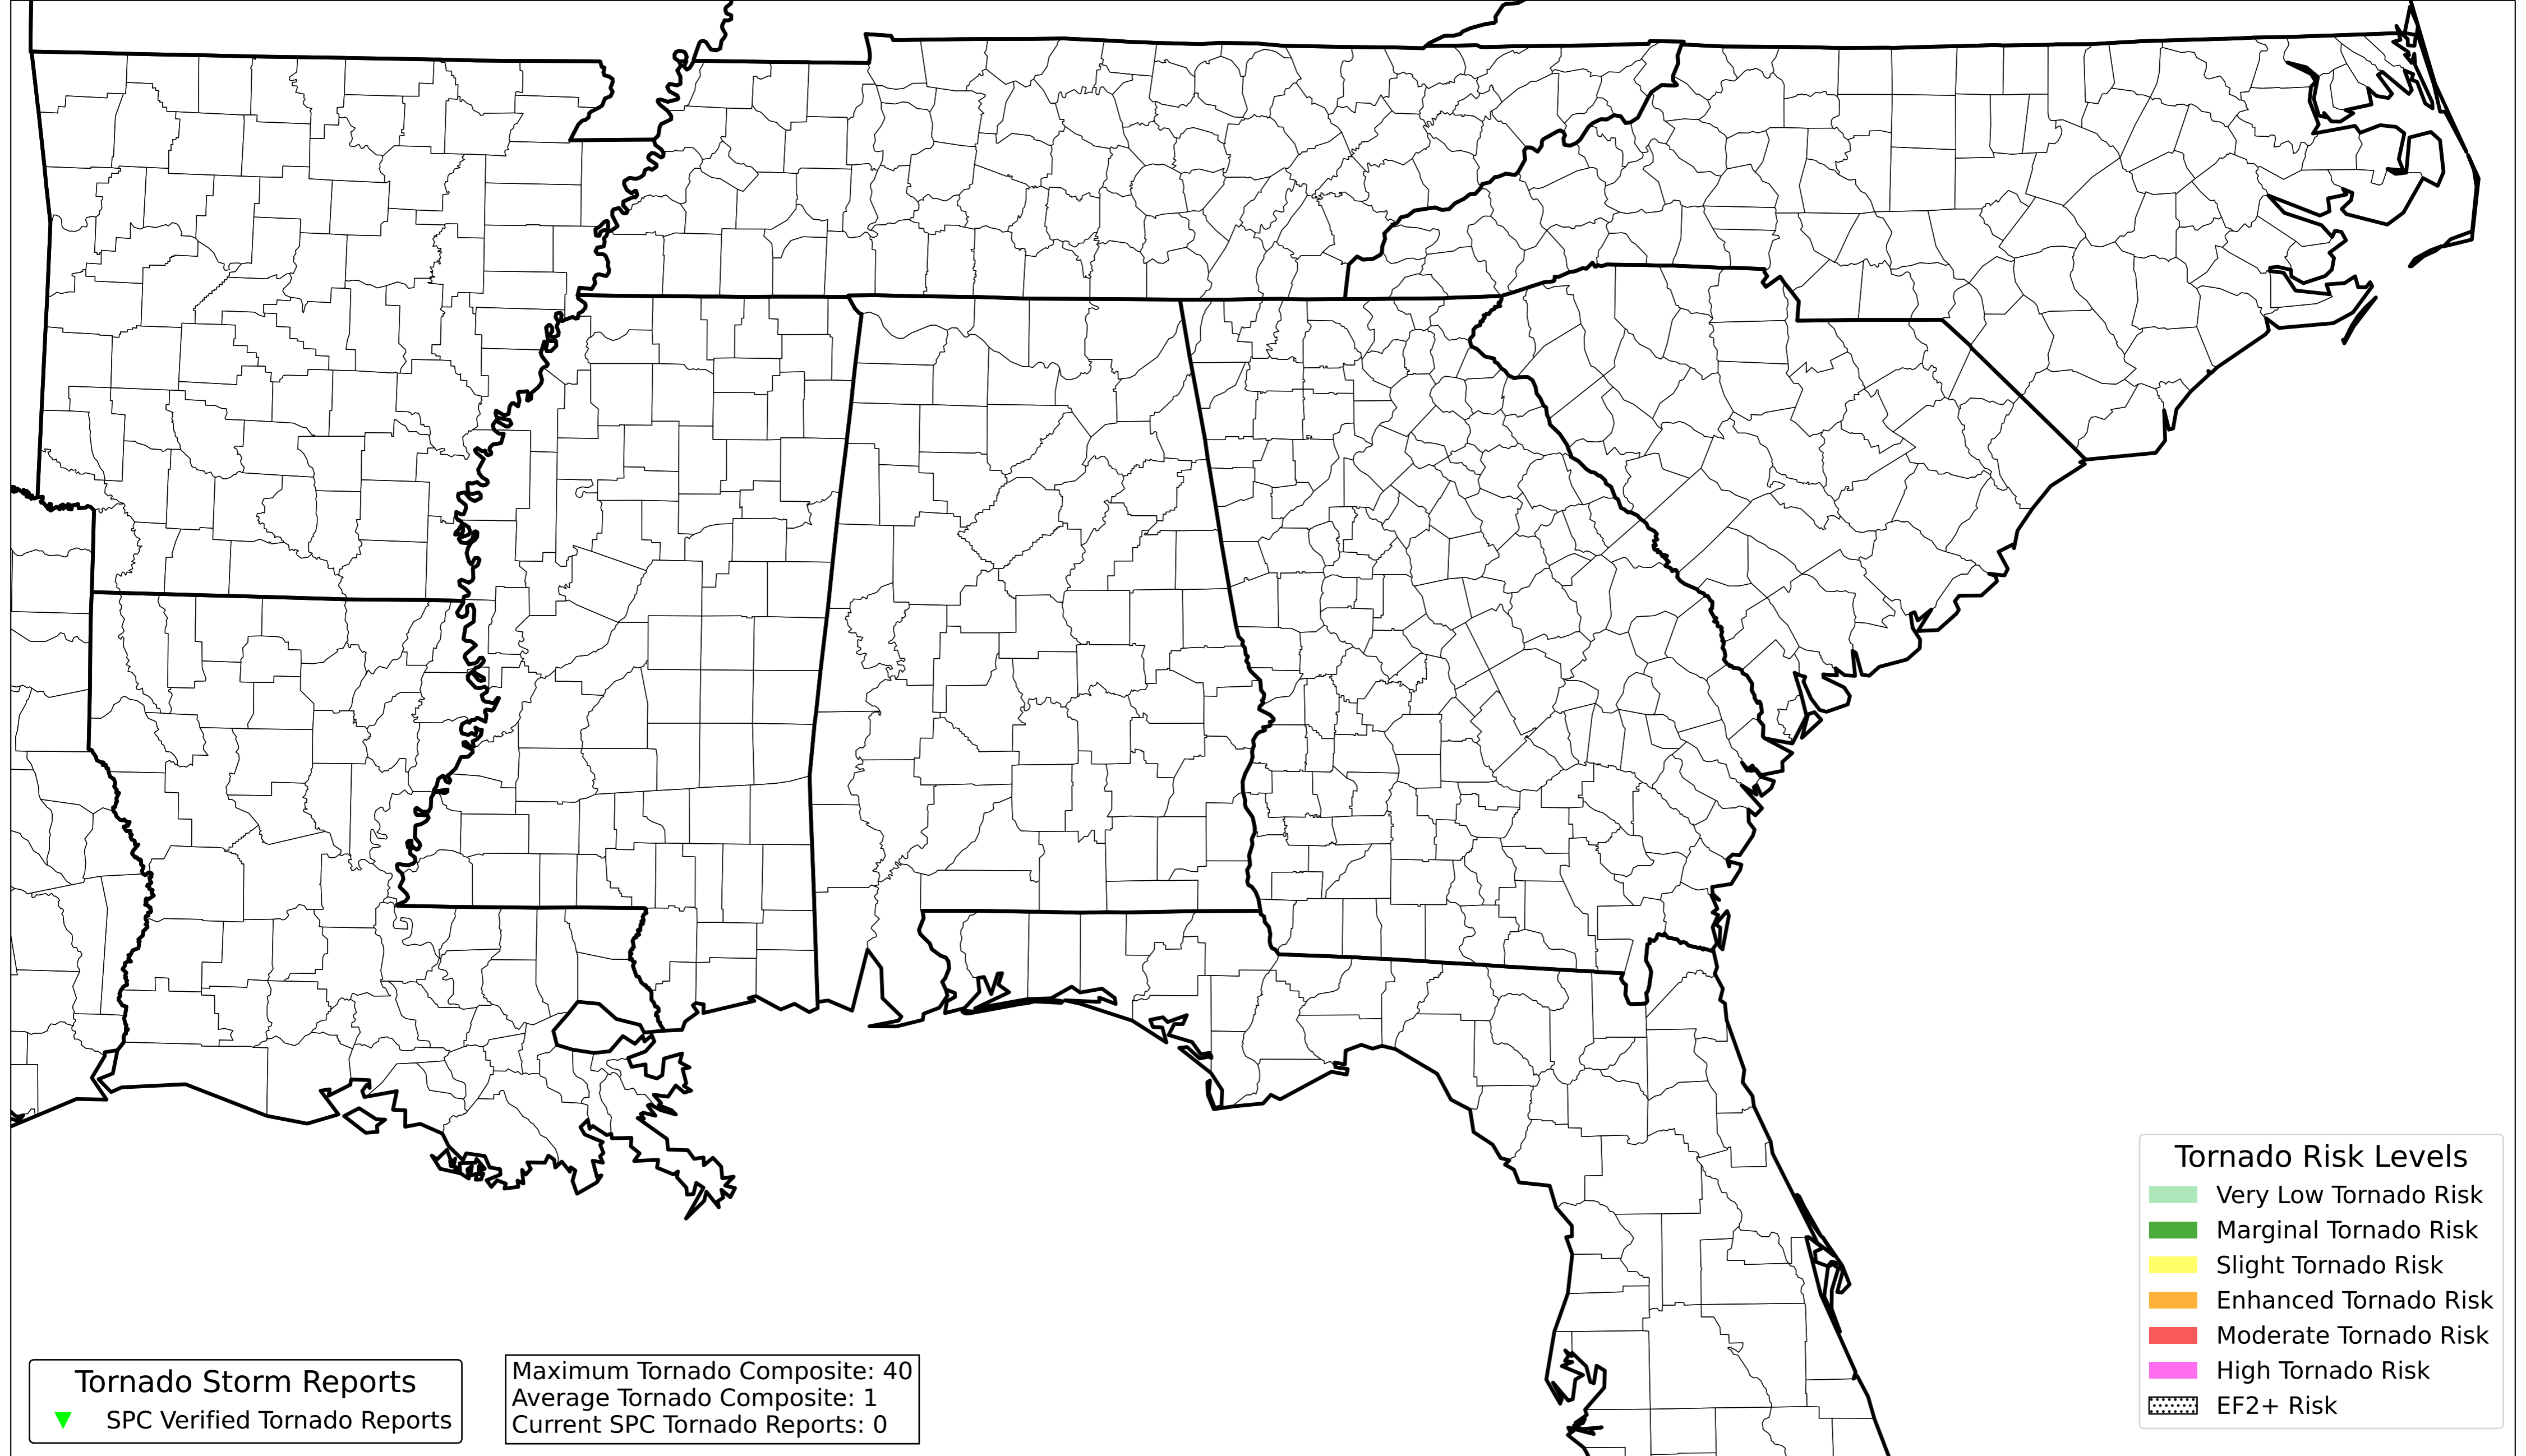 Tornado Risk Levels
Very Low Tornado Risk
Marginal Tornado Risk
Slight Tornado Risk
Enhanced Tornado Risk
Moderate Tornado Risk
High Tornado Risk
EF2+ Risk
Tornado Storm Reports
SPC Verified Tornado Reports
Maximum Tornado Composite: 40
Average Tornado Composite: 1
Current SPC Tornado Reports: 0